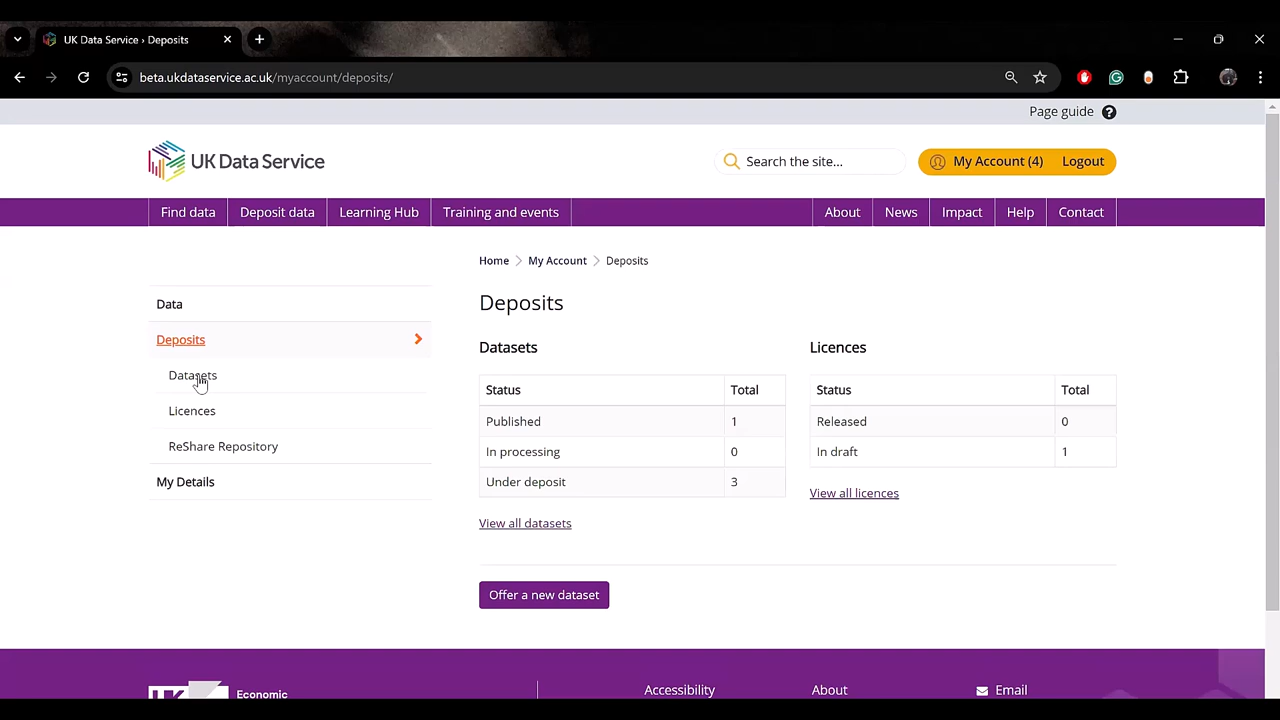 UK Data Service › Deposits
beta.ukdataservice.ac.uk/myaccount/deposits/
Page guide ?
UK Data Service
Search the site...
My Account (4) Logout
Find data Deposit data Learning Hub Training and events About News Impact Help Contact
Home My Account Deposits
Data
Deposits
Datasets
Licences
ReShare Repository
My Details
Deposits
Datasets
Status Total
Published 1
In processing 0
Under deposit 3
View all datasets
Licences
Status Total
Released 0
In draft 1
View all licences
Offer a new dataset
Economic
Accessibility About Email